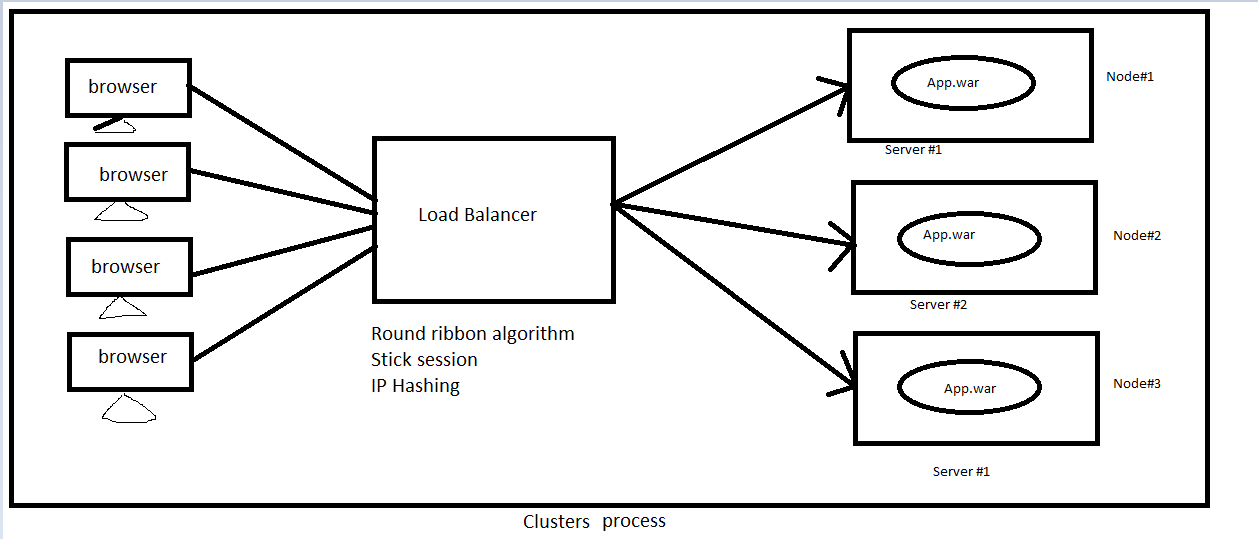 browser
browser
browser
browser
Load Balancer
Round ribbon algorithm
Stick session
IP Hashing
App.war
Node#1
Server #1
App.war
Node#2
Server #2
App.war
Node#3
Server #1
Clusters process